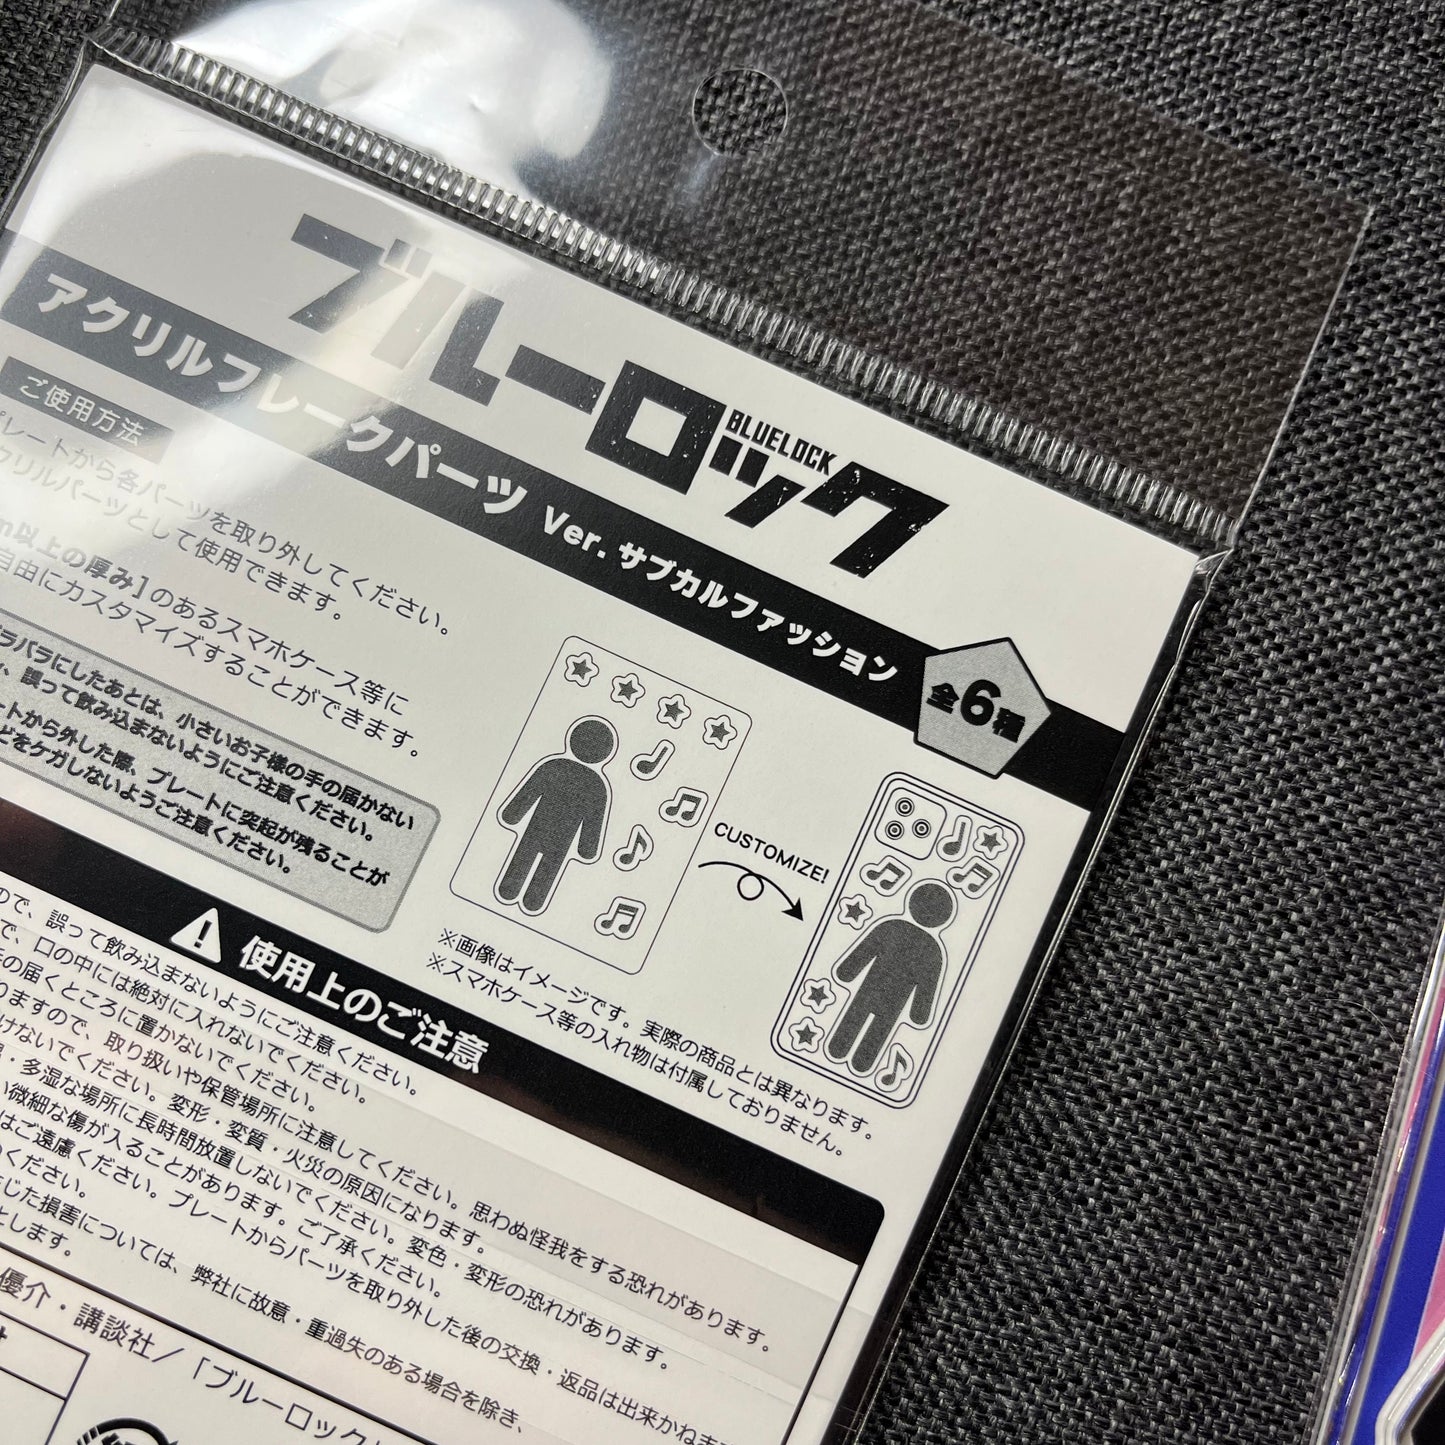 ブルーロック
BLUELOCK
アクリルフレークパーツ Ver. サブカルファッション
全6種
ご使用方法
プレートから各パーツを取り外してください。
クリルパーツとして使用できます。
以上の厚み]のあるスマホケース等に
自由にカスタマイズすることができます。
バラバラにしたあとは、小さいお子様の手の届かない
、誤って飲み込まないようにご注意ください。
ートから外した際、プレートに突起が残ることが
どをケガしないようご注意ください。
CUSTOMIZE!
※画像はイメージです。実際の商品とは異なります。
※スマホケース等の入れ物は付属しておりません。
使用上のご注意
ので、誤って飲み込まないようにご注意ください。
で、口の中には絶対に入れないでください。
の届くところに置かないでください。
りますので、取り扱いや保管場所に注意してください。思わぬ怪我をする恐れがあります。
けないでください。変形・変質・火災の原因になります。
・多湿な場所に長時間放置しないでください。変色・変形の恐れがあります。
い微細な傷が入ることがあります。ご了承ください。
はご遠慮ください。プレートからパーツを取り外した後の交換・返品は出来かねま
ください。
生じた損害については、弊社に故意・重過失のある場合を除き、
とします。
優介・講談社／「ブルーロック